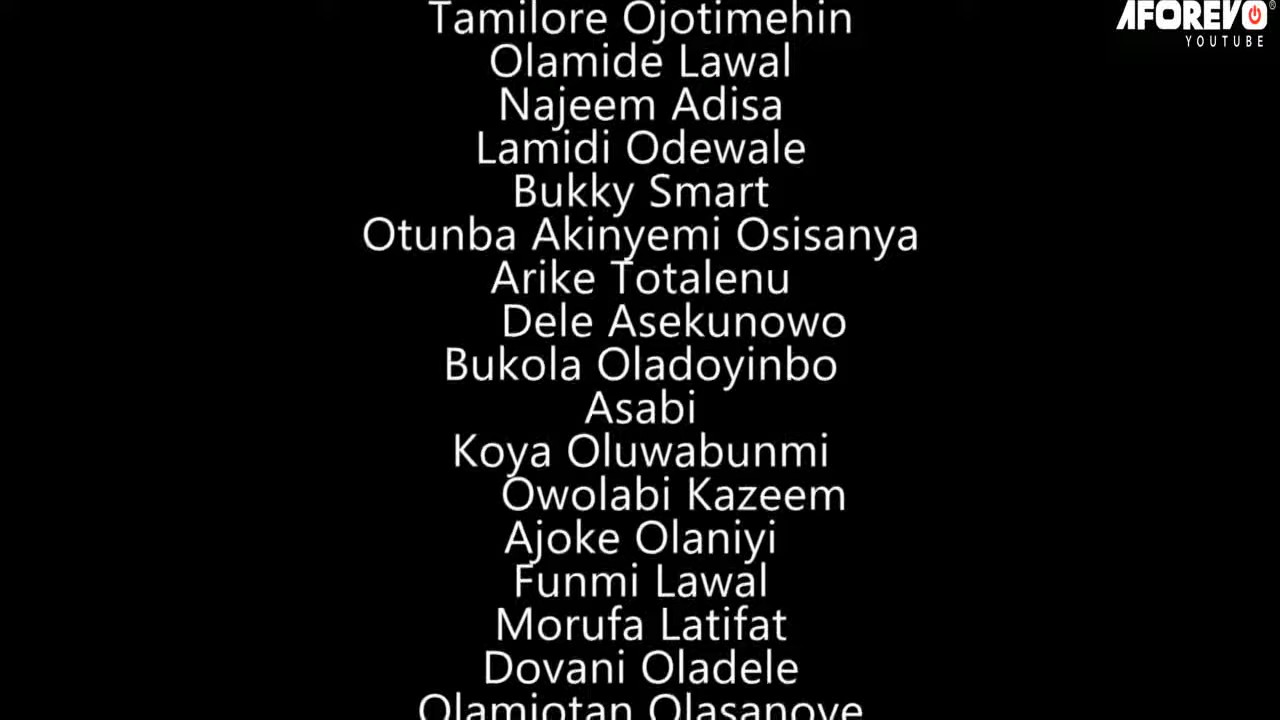 Tamilore Ojotimehin
AFOREVO
®
YOUTUBE
Olamide Lawal
Najeem Adisa
Lamidi Odewale
Bukky Smart
Otunba Akinyemi Osisanya
Arike Totalenu
Dele Asekunowo
Bukola Oladoyinbo
Asabi
Koya Oluwabunmi
Owolabi Kazeem
Ajoke Olaniyi
Funmi Lawal
Morufa Latifat
Dovani Oladele